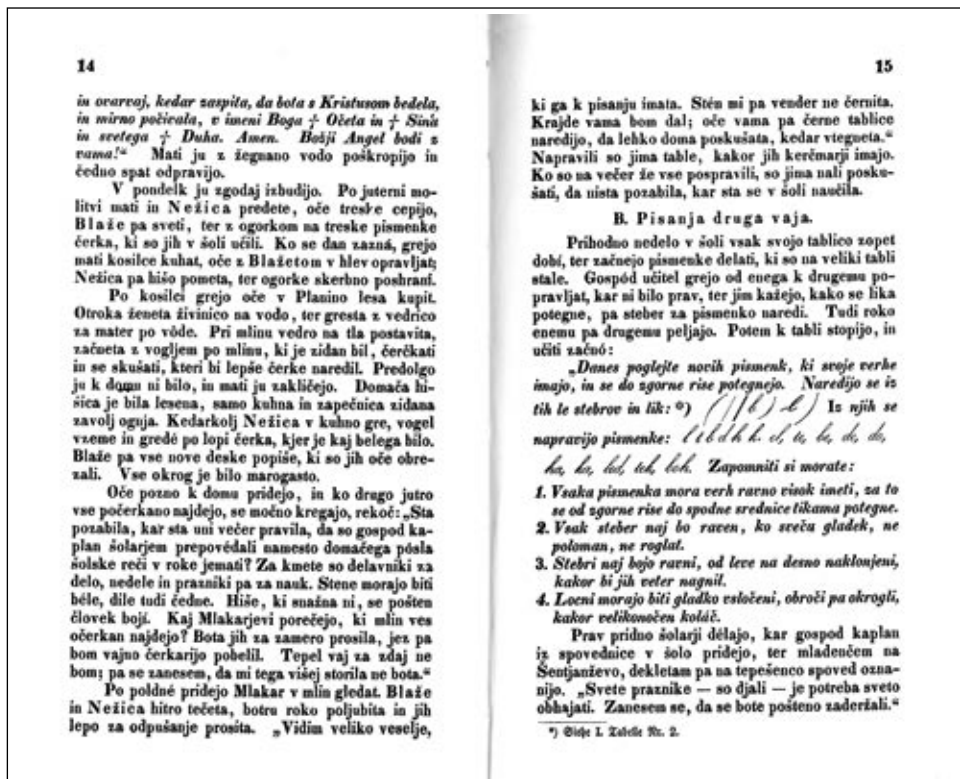 14
in ovarvaj, kedar zaspita, da bota s Kristusom bedela,
in mirno počivala, v imeni Boga † Očeta in † Sina
in svetega † Duha. Amen. Božji Angel bodi z
vama!“ Mati ju z žegnano vodo poškropijo in
čedno spat odpravijo.
V pondelk ju zgodaj izbudijo. Po juterni mo-
litvi mati in Nežica predete, oče treske cepijo,
Blaže pa sveti, ter z ogorkom na treske pismenke
čerka, ki so jih v šoli učili. Ko se dan zazná, grejo
mati kosilce kuhat, oče z Blažetom v hlev opravljat;
Nežica pa hišo pometa, ter ogorke skerbno poshrani.
Po kosilci grejo oče v Planino lesa kupit.
Otroka ženeta živinico na vodo, ter gresta z vedrico
za mater po vôde. Pri mlinu vedro na tla postavita,
začneta z vogljem po mlinu, ki je zidan bil, čerčkati
in se skušati, kteri bi lepše čerke naredil. Predolgo
ju k domu ni bilo, in mati ju zakličejo. Domača hi-
šica je bila lesena, samo kuhna in zapečnica zidana
zavolj ognja. Kedarkolj Nežica v kuhno gre, vogel
vzeme in gredé po lopi čerka, kjer je kaj belega bilo.
Blaže pa vse nove deske popiše, ki so jih oče obre-
zali. Vse okrog je bilo marogasto.
Oče pozno k domu pridejo, in ko drugo jutro
vse počerkano najdejo, se močno kregajo, rekoč: „Sta
pozabila, kar sta uni večer pravila, da so gospod ka-
plan šolarjem prepovédali namesto domačega pósla
šolske reči v roke jemati? Za kmete so delavniki za
delo, nedele in prazniki pa za nauk. Stene morajo biti
béle, dile tudi čedne. Hiše, ki snažna ni, se pošten
človek bojí. Kaj Mlakarjevi porečejo, ki mlin ves
očerkan najdejo? Bota jih za zamero prosila, jez pa
bom vajno čerkarijo pobelil. Tepel vaj za zdaj ne
bom; pa se zanesem, da mi tega višej storila ne bota.“
Po poldné pridejo Mlakar v mlin gledat. Blaže
in Nežica hitro tečeta, botru roko poljubita in jih
lepo za odpušanje prosita. „Vidim veliko veselje,
15
ki ga k pisanju imata. Stén mi pa vender ne černita.
Krajde vama bom dal; oče vama pa černe tablice
naredijo, da lehko doma poskušata, kedar vtegneta.“
Napravili so jima table, kakor jih kerčmarji imajo.
Ko so na večer že vse pospravili, so jima nali posku-
šati, da nista pozabila, kar sta se v šoli naučila.
B. Pisanja druga vaja.
Prihodno nedelo v šoli vsak svojo tablico zopet
dobí, ter začnejo pismenke delati, ki so na veliki tabli
stale. Gospód učitel grejo od enega k drugemu po-
pravljat, kar ni bilo prav, ter jim kažejo, kako se lika
potegne, pa steber za pismenko naredi. Tudi roko
enemu pa drugemu peljajo. Potem k tabli stopijo, in
učiti začnó:
„Danes poglejte novih pismenk, ki svoje verhe
imajo, in se do zgorne rise potegnejo. Naredijo se iz
tih le stebrov in lik: *) Iz njih se
napravijo pismenke:
Zapomniti si morate:
1. Vsaka pismenka mora verh ravno visok imeti, za to
se od zgorne rise do spodne srednice likama potegne.
2. Vsak steber naj bo raven, ko sveču gladek, ne
poloman, ne roglat.
3. Stebri naj bojo ravni, od leve na desno naklonjeni,
kakor bi jih veter nagnil.
4. Locni morajo biti gladko vsločeni, obroči pa okrogli,
kakor velikonočen koláč.
Prav pridno šolarji délajo, kar gospod kaplan
iz spovednice v šolo pridejo, ter mladenčem na
Šentjanževo, dekletam pa na tepešenco spoved ozna-
nijo. „Svete praznike — so djali — je potreba sveto
obhajati. Zanesem se, da se bote pošteno zaderžali.“
*) Siehe I. Tabelle Nr. 2.